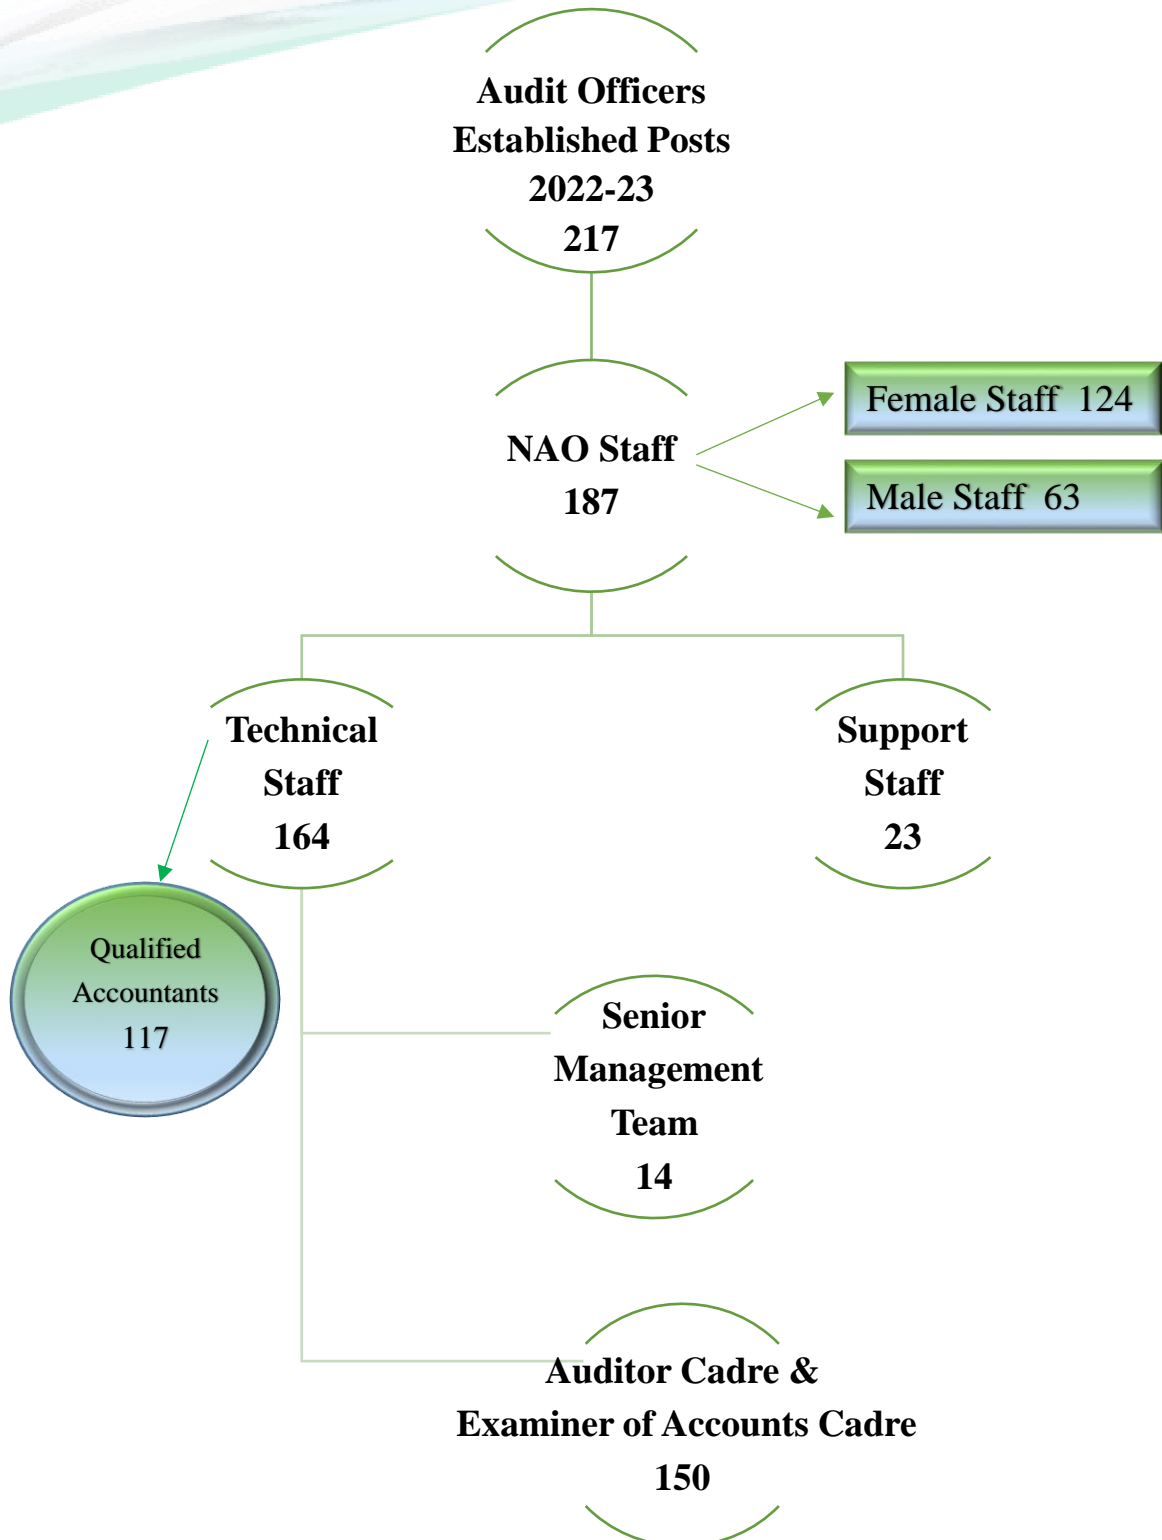 Audit Officers
Established Posts
2022-23
217
NAO Staff
187
Female Staff 124
Male Staff 63
Technical
Staff
164
Support
Staff
23
Qualified
Accountants
117
Senior
Management
Team
14
Auditor Cadre &
Examiner of Accounts Cadre
150